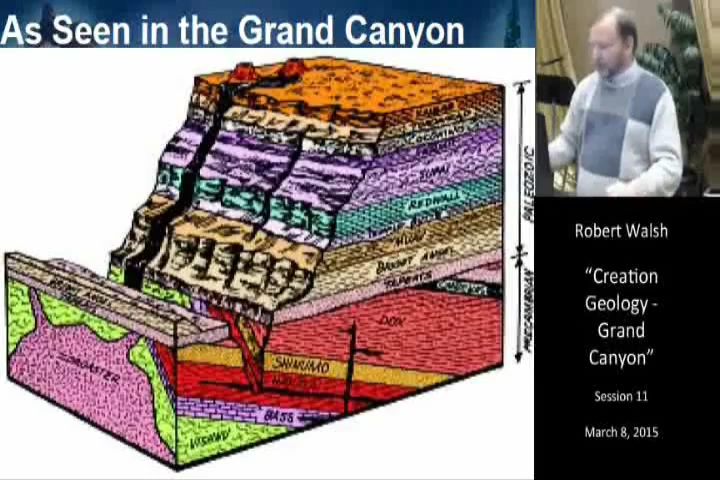 As Seen in the Grand Canyon
KAIBAB
SUPAI
REDWALL
MUAV
BRIGHT ANGEL
TAPEATS
PALEOZOIC
PRECAMBRIAN
DOX
SHINUMO
BASS
VISHNU
ZOROASTER
Robert Walsh
“Creation
Geology -
Grand
Canyon”
Session 11
March 8, 2015